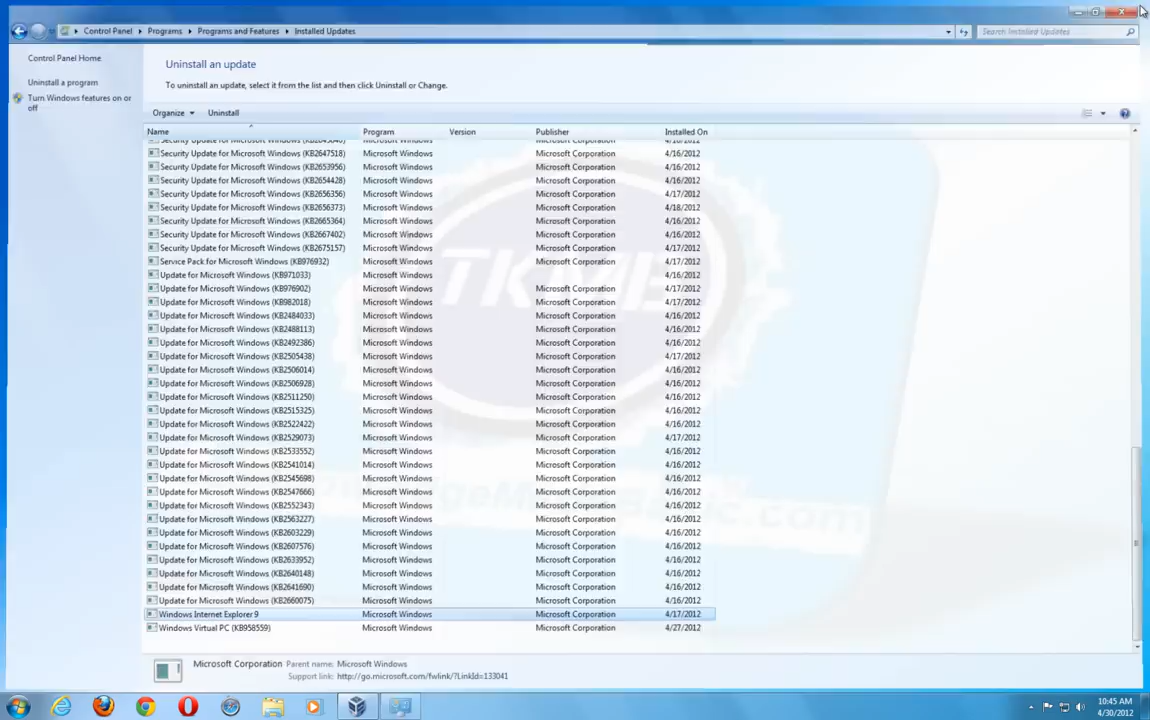 Control Panel ▸ Programs ▸ Programs and Features ▸ Installed Updates
Search Installed Updates
Control Panel Home
Uninstall a program
Turn Windows features on or
off
Uninstall an update
To uninstall an update, select it from the list and then click Uninstall or Change.
Organize Uninstall
Name Program Version Publisher Installed On
Security Update for Microsoft Windows (KB2647518) Microsoft Windows Microsoft Corporation 4/16/2012
Security Update for Microsoft Windows (KB2653956) Microsoft Windows Microsoft Corporation 4/16/2012
Security Update for Microsoft Windows (KB2654428) Microsoft Windows Microsoft Corporation 4/16/2012
Security Update for Microsoft Windows (KB2656356) Microsoft Windows Microsoft Corporation 4/17/2012
Security Update for Microsoft Windows (KB2656373) Microsoft Windows Microsoft Corporation 4/18/2012
Security Update for Microsoft Windows (KB2665364) Microsoft Windows Microsoft Corporation 4/16/2012
Security Update for Microsoft Windows (KB2667402) Microsoft Windows Microsoft Corporation 4/16/2012
Security Update for Microsoft Windows (KB2675157) Microsoft Windows Microsoft Corporation 4/17/2012
Service Pack for Microsoft Windows (KB976932) Microsoft Windows Microsoft Corporation 4/17/2012
Update for Microsoft Windows (KB971033) Microsoft Windows 4/16/2012
Update for Microsoft Windows (KB976902) Microsoft Windows Microsoft Corporation 4/17/2012
Update for Microsoft Windows (KB982018) Microsoft Windows Microsoft Corporation 4/17/2012
Update for Microsoft Windows (KB2484033) Microsoft Windows Microsoft Corporation 4/16/2012
Update for Microsoft Windows (KB2488113) Microsoft Windows Microsoft Corporation 4/16/2012
Update for Microsoft Windows (KB2492386) Microsoft Windows Microsoft Corporation 4/16/2012
Update for Microsoft Windows (KB2505438) Microsoft Windows Microsoft Corporation 4/17/2012
Update for Microsoft Windows (KB2506014) Microsoft Windows Microsoft Corporation 4/16/2012
Update for Microsoft Windows (KB2506928) Microsoft Windows Microsoft Corporation 4/16/2012
Update for Microsoft Windows (KB2511250) Microsoft Windows Microsoft Corporation 4/16/2012
Update for Microsoft Windows (KB2515325) Microsoft Windows Microsoft Corporation 4/16/2012
Update for Microsoft Windows (KB2522422) Microsoft Windows Microsoft Corporation 4/16/2012
Update for Microsoft Windows (KB2529073) Microsoft Windows Microsoft Corporation 4/17/2012
Update for Microsoft Windows (KB2533552) Microsoft Windows Microsoft Corporation 4/16/2012
Update for Microsoft Windows (KB2541014) Microsoft Windows Microsoft Corporation 4/16/2012
Update for Microsoft Windows (KB2545698) Microsoft Windows Microsoft Corporation 4/16/2012
Update for Microsoft Windows (KB2547666) Microsoft Windows Microsoft Corporation 4/16/2012
Update for Microsoft Windows (KB2552343) Microsoft Windows Microsoft Corporation 4/16/2012
Update for Microsoft Windows (KB2563227) Microsoft Windows Microsoft Corporation 4/16/2012
Update for Microsoft Windows (KB2603229) Microsoft Windows Microsoft Corporation 4/16/2012
Update for Microsoft Windows (KB2607576) Microsoft Windows Microsoft Corporation 4/16/2012
Update for Microsoft Windows (KB2633952) Microsoft Windows Microsoft Corporation 4/16/2012
Update for Microsoft Windows (KB2640148) Microsoft Windows Microsoft Corporation 4/16/2012
Update for Microsoft Windows (KB2641690) Microsoft Windows Microsoft Corporation 4/16/2012
Update for Microsoft Windows (KB2660075) Microsoft Windows Microsoft Corporation 4/16/2012
Windows Internet Explorer 9 Microsoft Windows Microsoft Corporation 4/17/2012
Windows Virtual PC (KB958559) Microsoft Windows Microsoft Corporation 4/27/2012
Microsoft Corporation Parent name: Microsoft Windows
Support link: http://go.microsoft.com/fwlink/?LinkId=133041
10:45 AM
4/30/2012